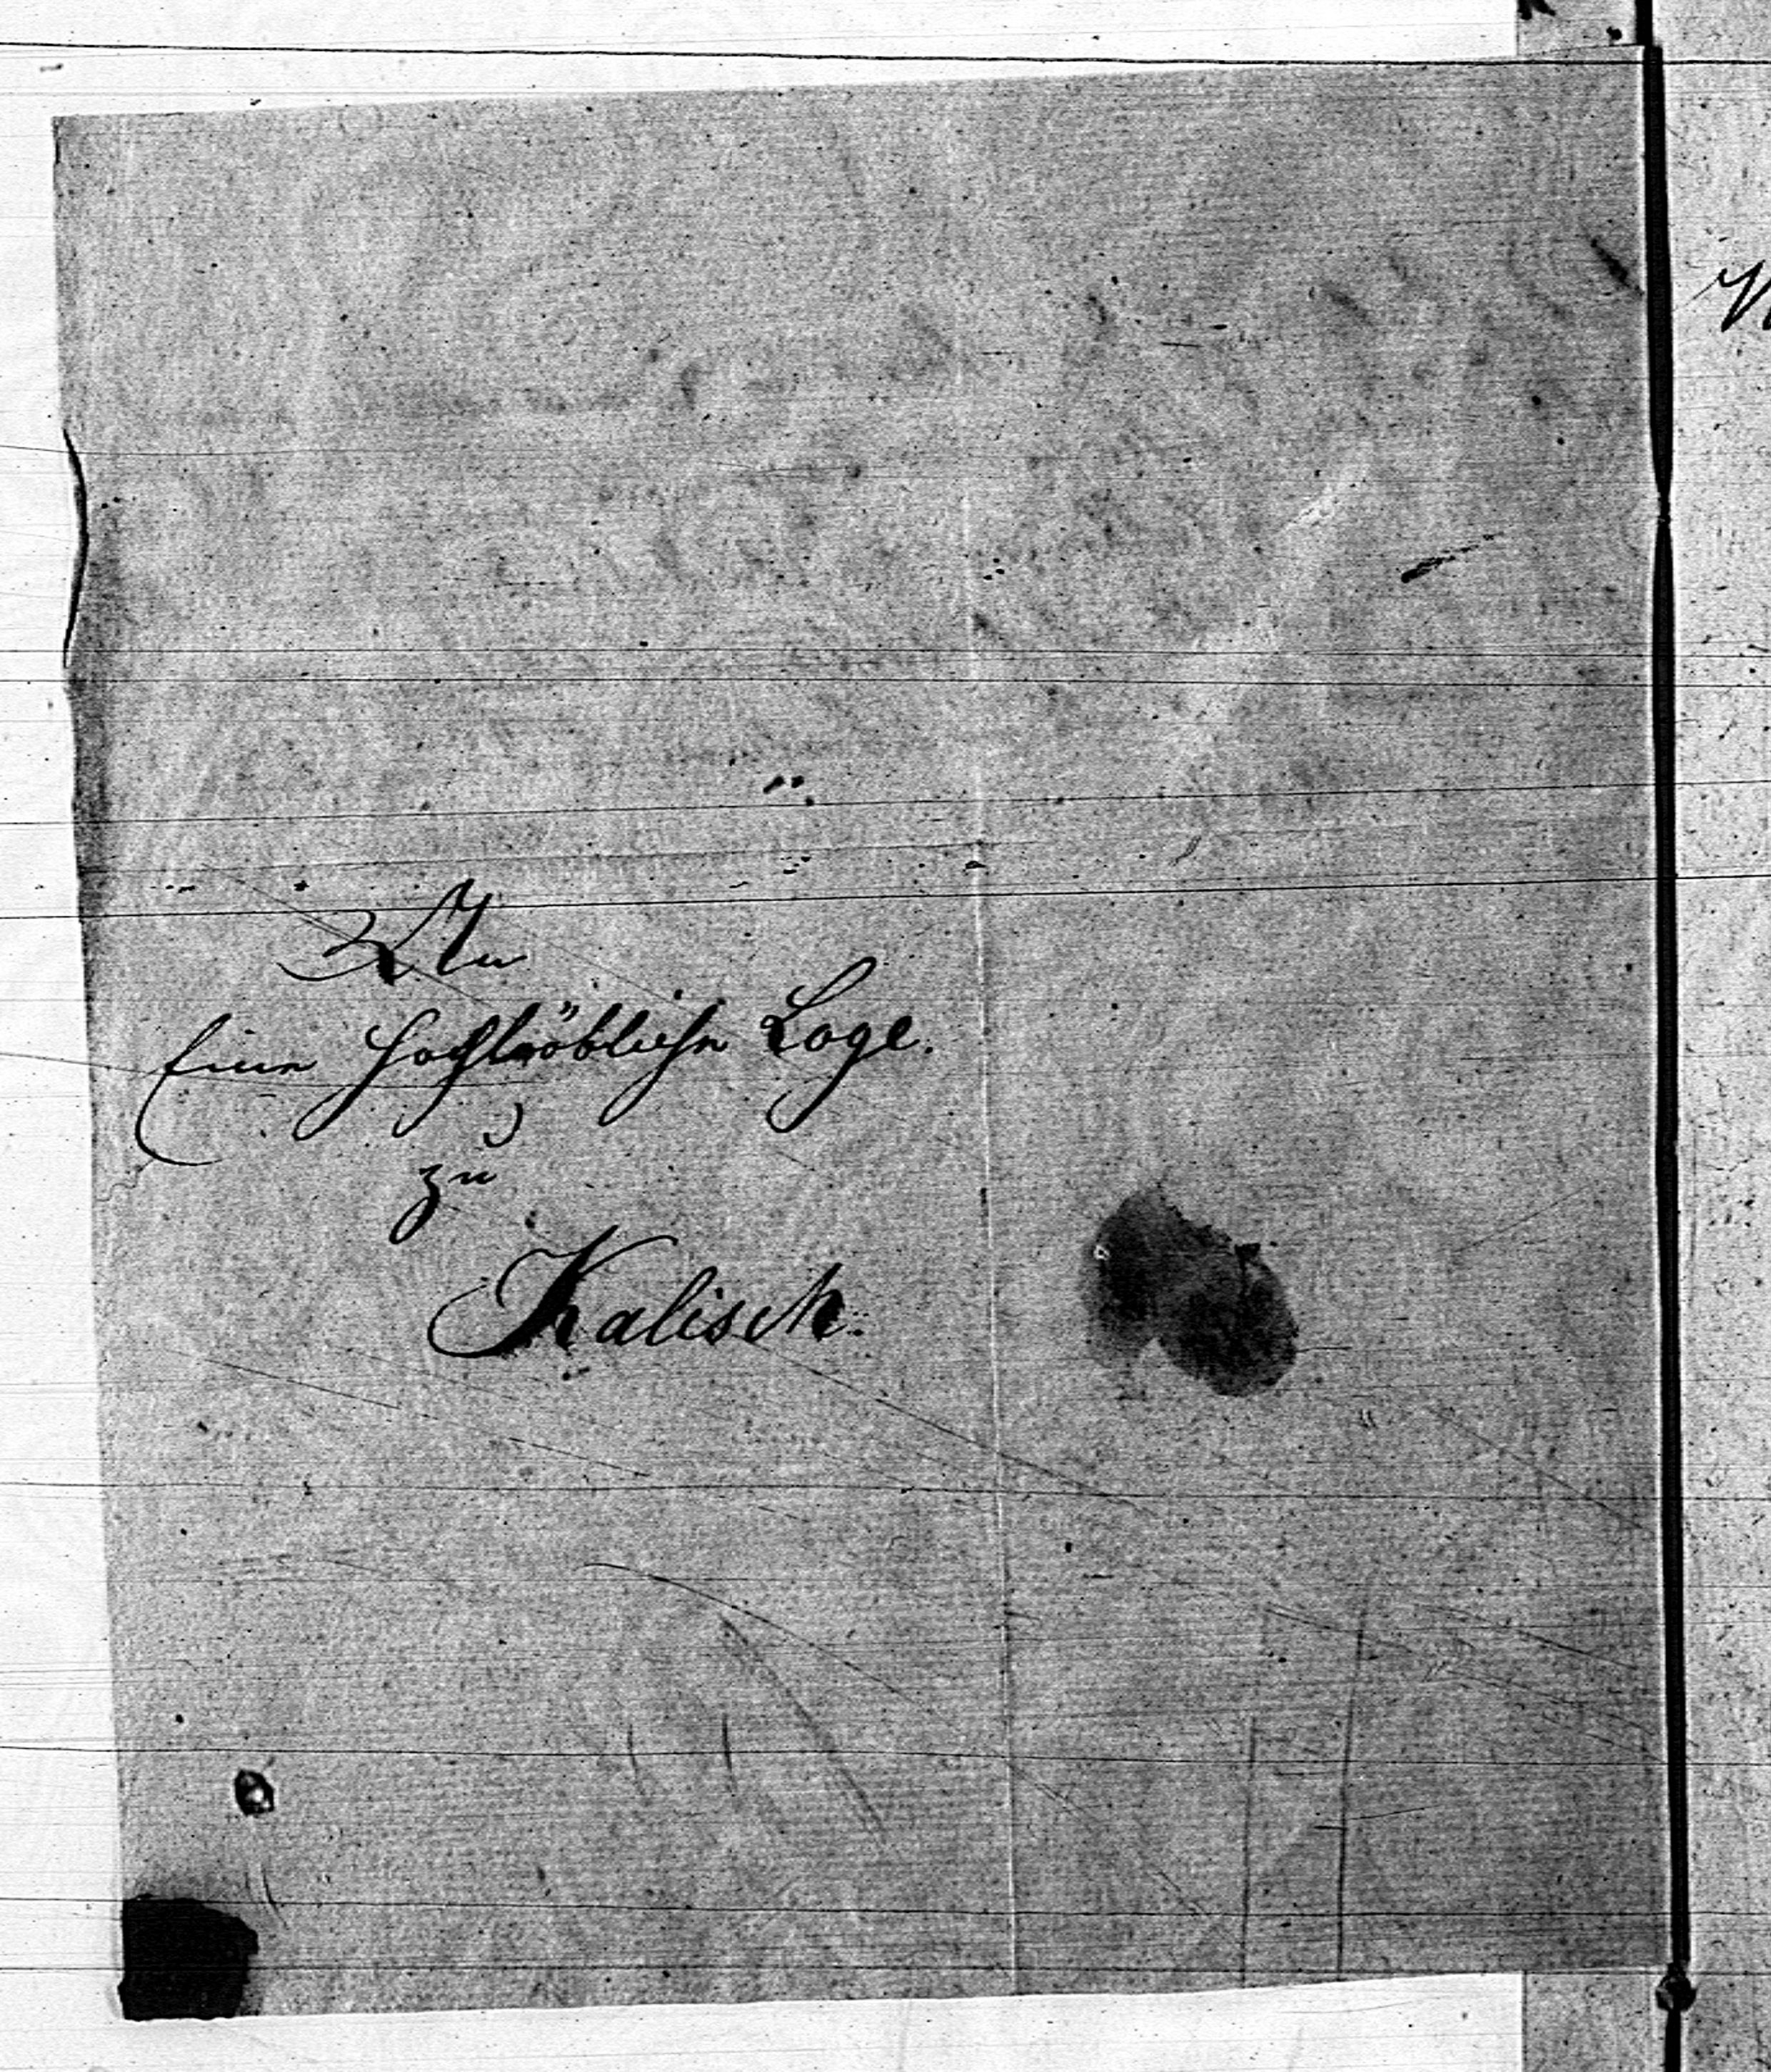 An
Eine hochlöbliche Loge.
zu
Kalisch.